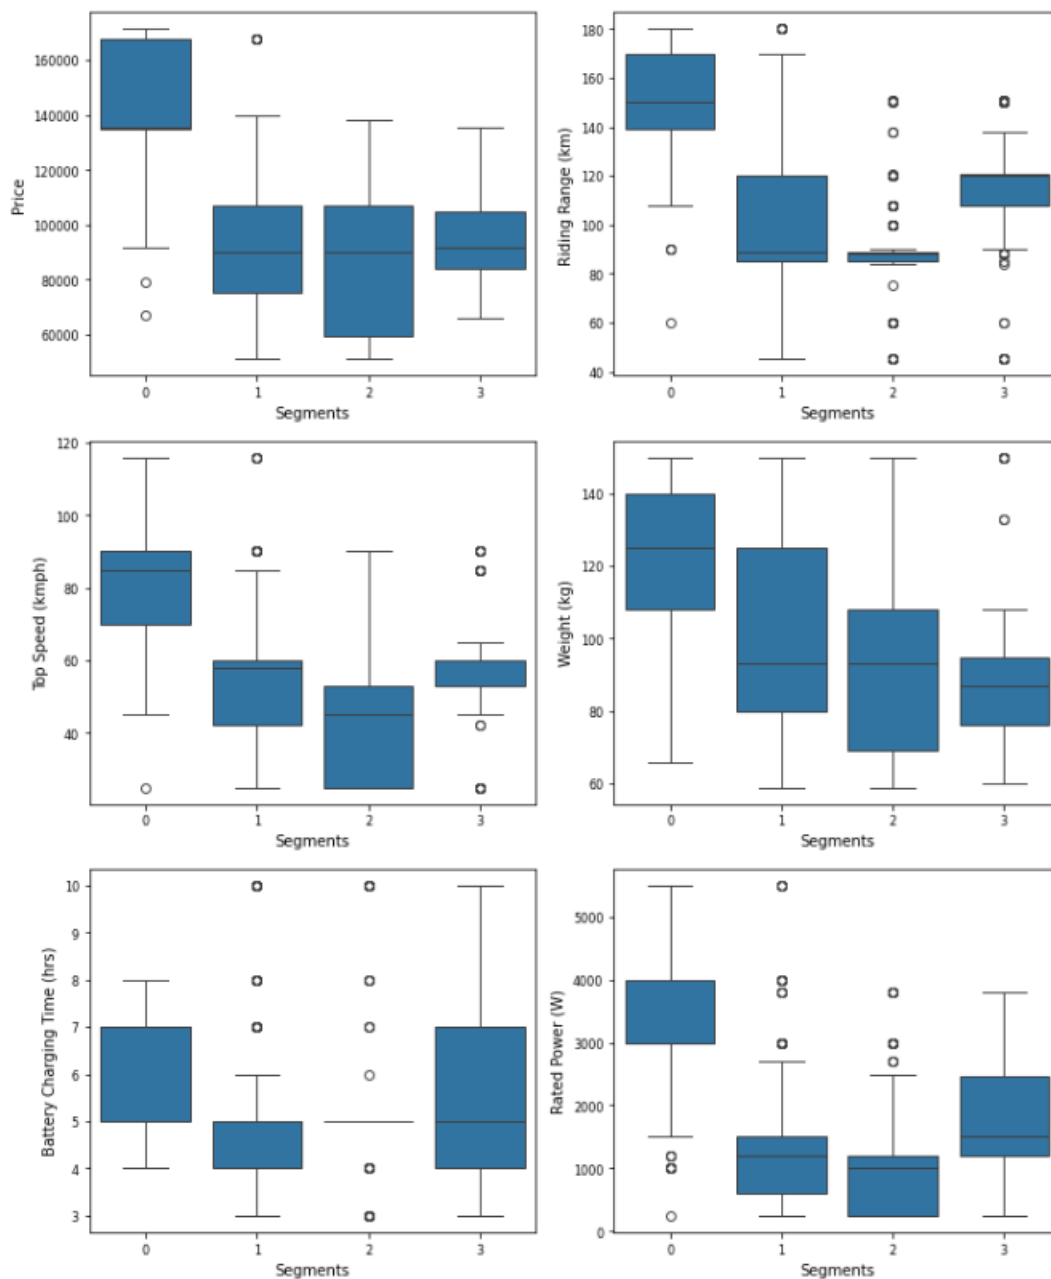 Price
160000
140000
120000
100000
80000
60000
0 1 2 3
Segments
Riding Range (km)
180
160
140
120
100
80
60
40
0 1 2 3
Segments
Top Speed (kmph)
120
100
80
60
40
0 1 2 3
Segments
Weight (kg)
140
120
100
80
60
0 1 2 3
Segments
Battery Charging Time (hrs)
10
9
8
7
6
5
4
3
0 1 2 3
Segments
Rated Power (W)
5000
4000
3000
2000
1000
0
0 1 2 3
Segments